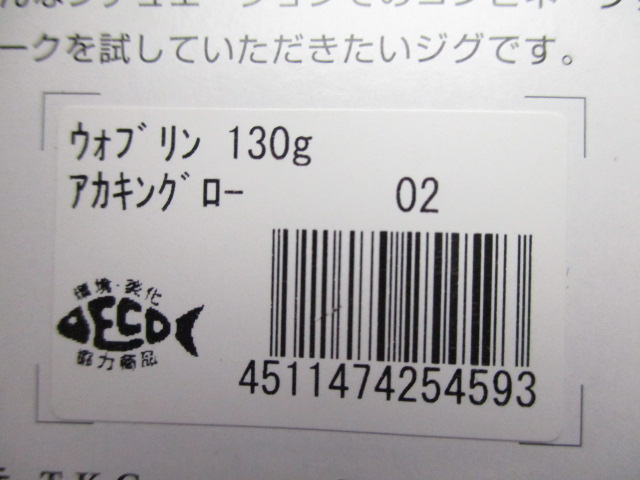 ークを試していただきたいジグです。
ｳｫﾌﾞﾘﾝ 130g
ｱｶｷﾝｸﾞﾛｰ 02
環境・美化
ECO
協力商品
4511474254593